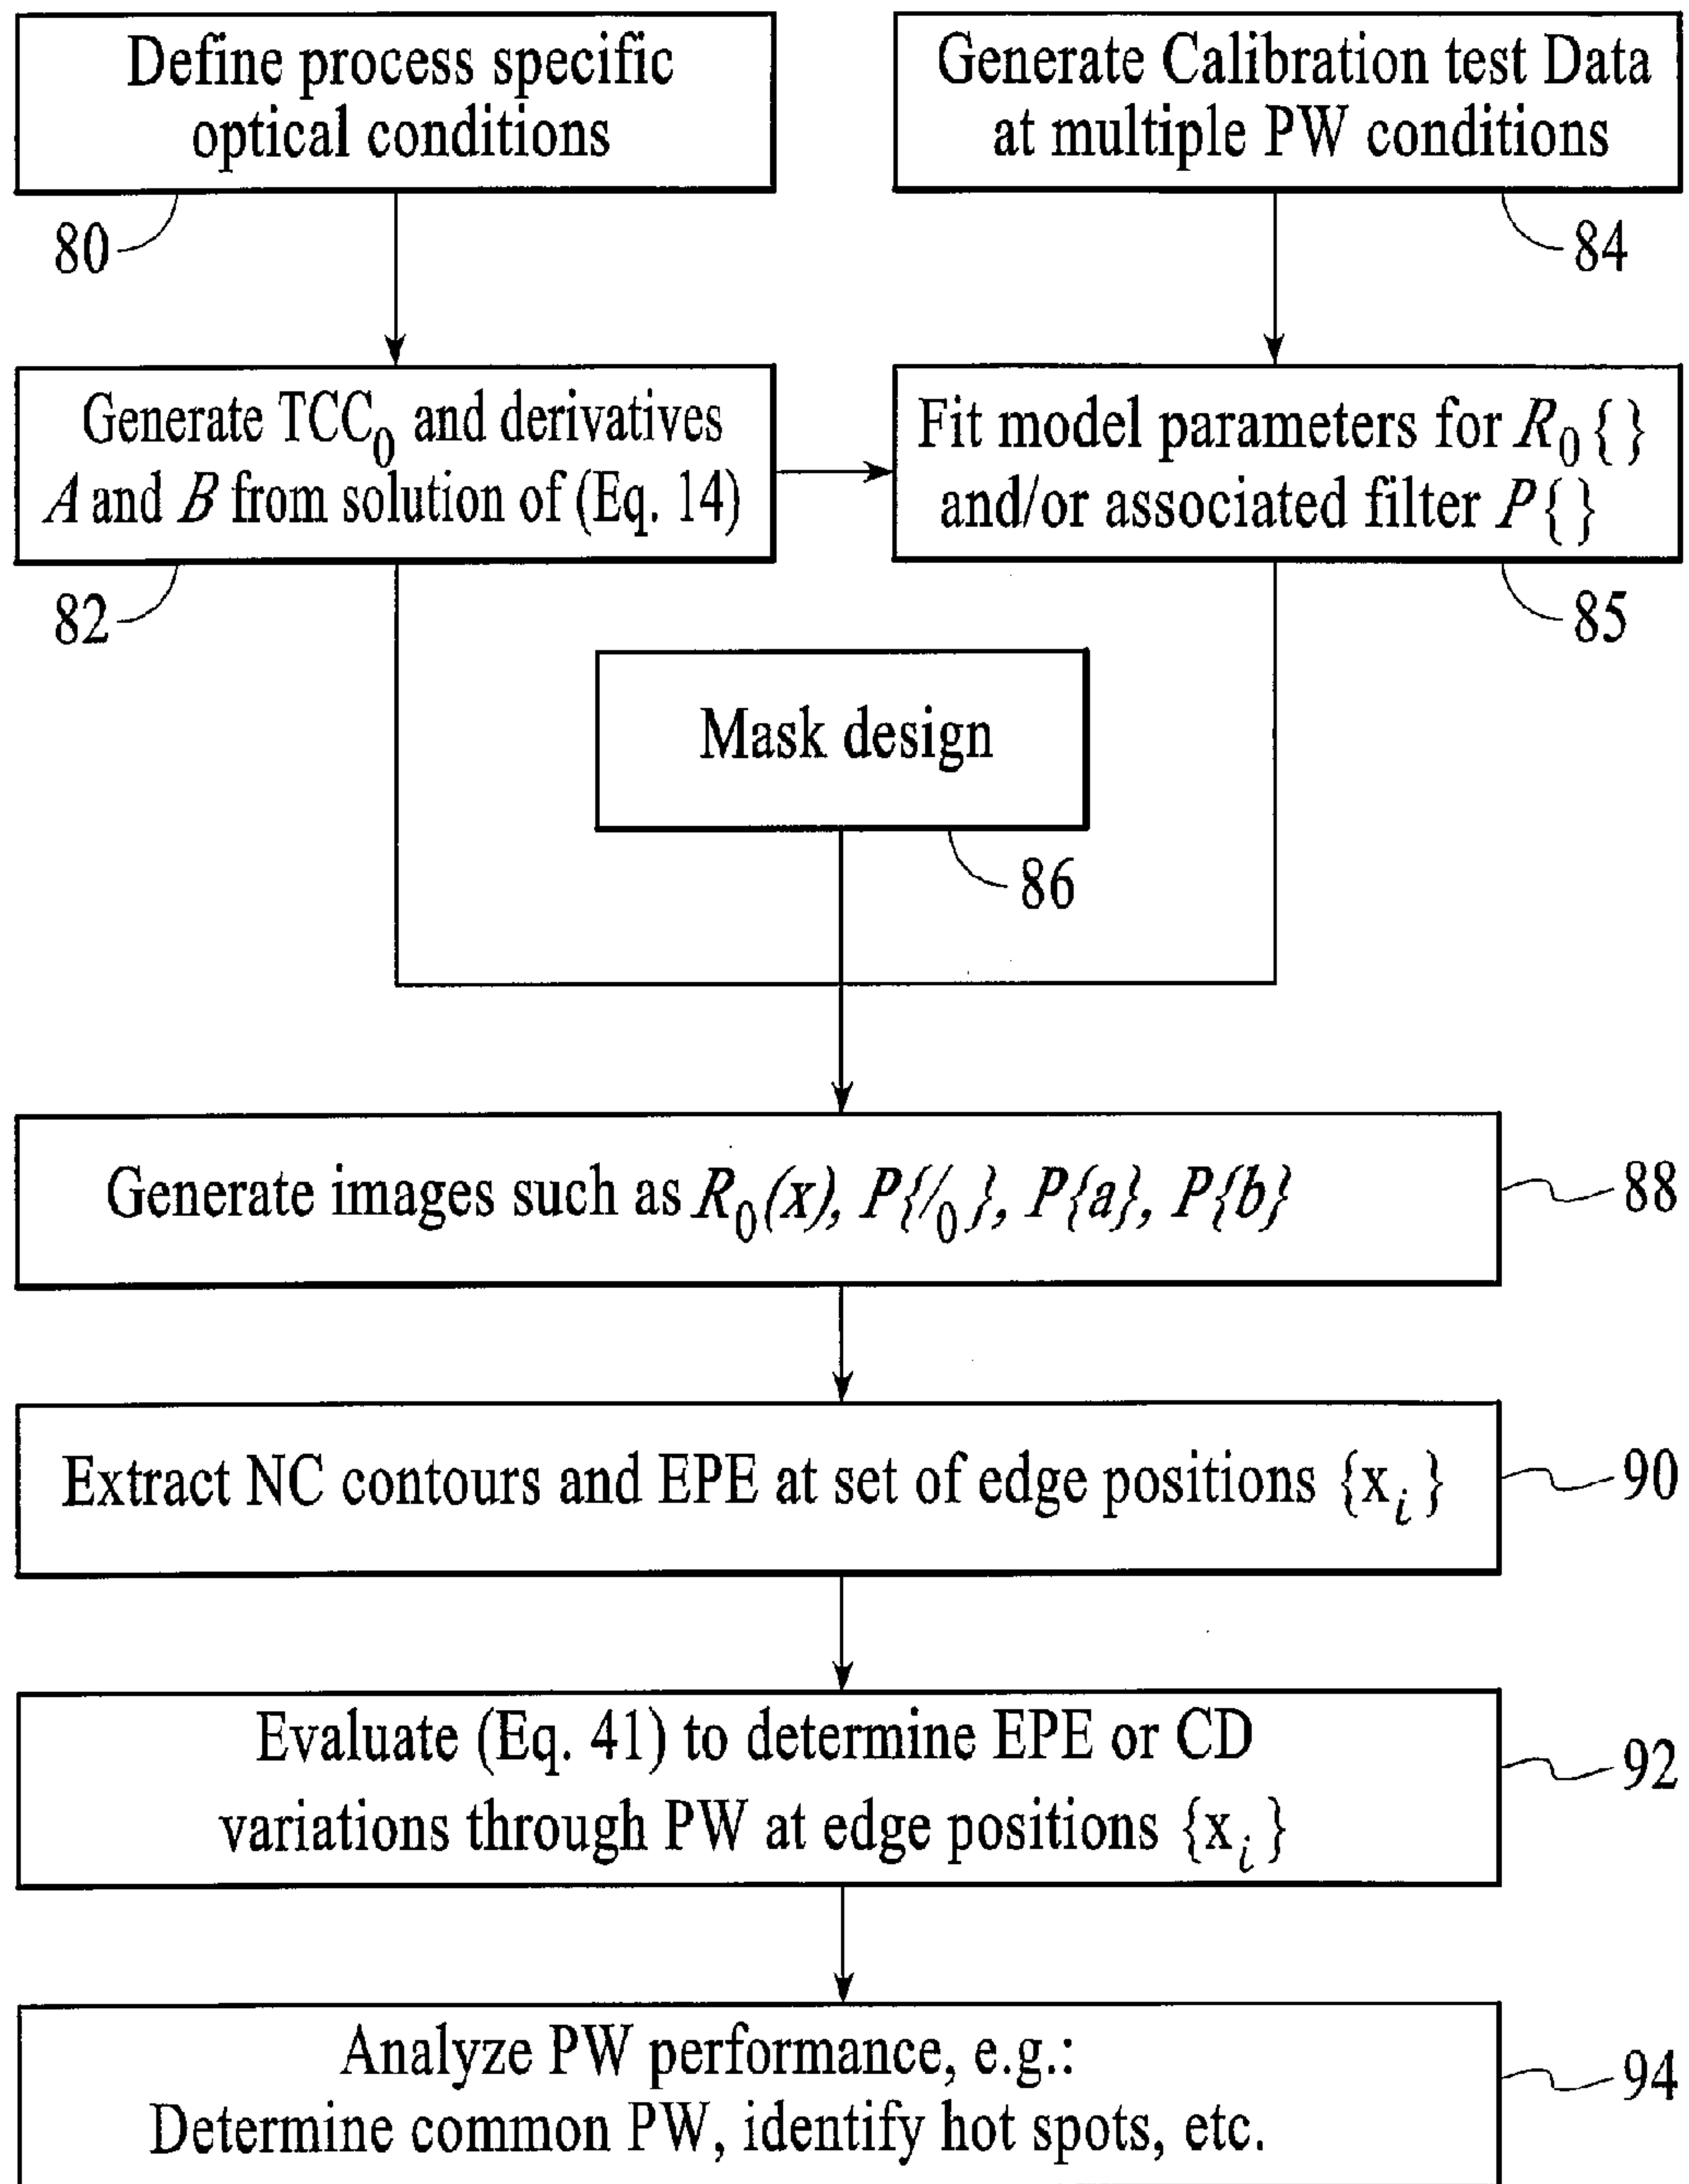 Define process specific
optical conditions
80
Generate Calibration test Data
at multiple PW conditions
84
Generate TCC₀ and derivatives
A and B from solution of (Eq. 14)
82
Fit model parameters for R₀{ }
and/or associated filter P{ }
85
Mask design
86
Generate images such as R₀(x), P{I₀}, P{a}, P{b}
88
Extract NC contours and EPE at set of edge positions {xᵢ}
90
Evaluate (Eq. 41) to determine EPE or CD
variations through PW at edge positions {xᵢ}
92
Analyze PW performance, e.g.:
Determine common PW, identify hot spots, etc.
94